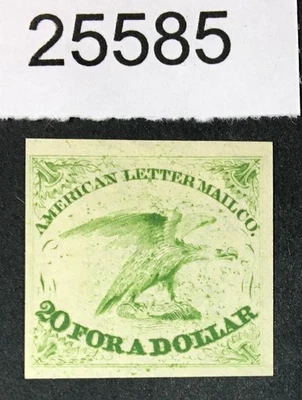 25585
AMERICAN LETTER MAIL CO.
20 FOR A DOLLAR